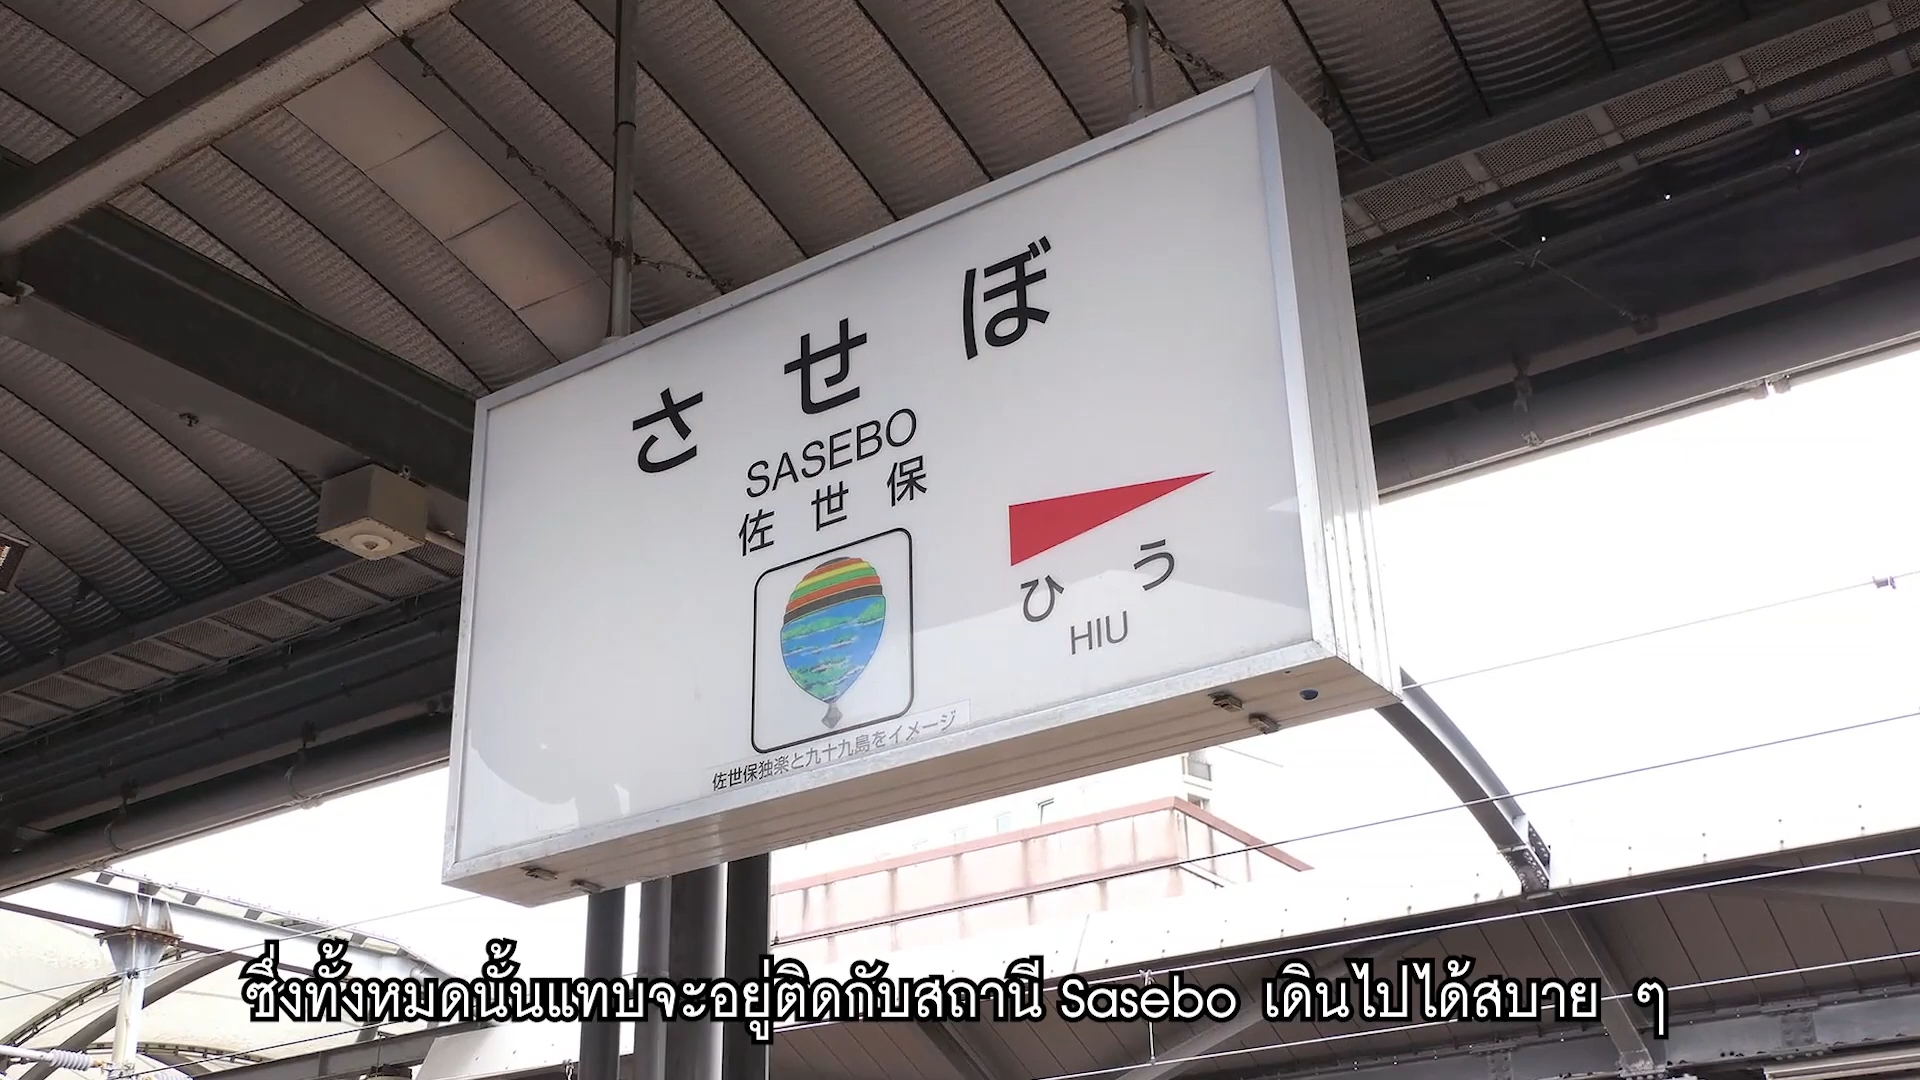 させぼ
SASEBO
佐世保
ひう
HIU
佐世保独楽と九十九島をイメージ
ซึ่งทั้งหมดนั้นแทบจะอยู่ติดกับสถานี Sasebo เดินไปได้สบาย ๆ